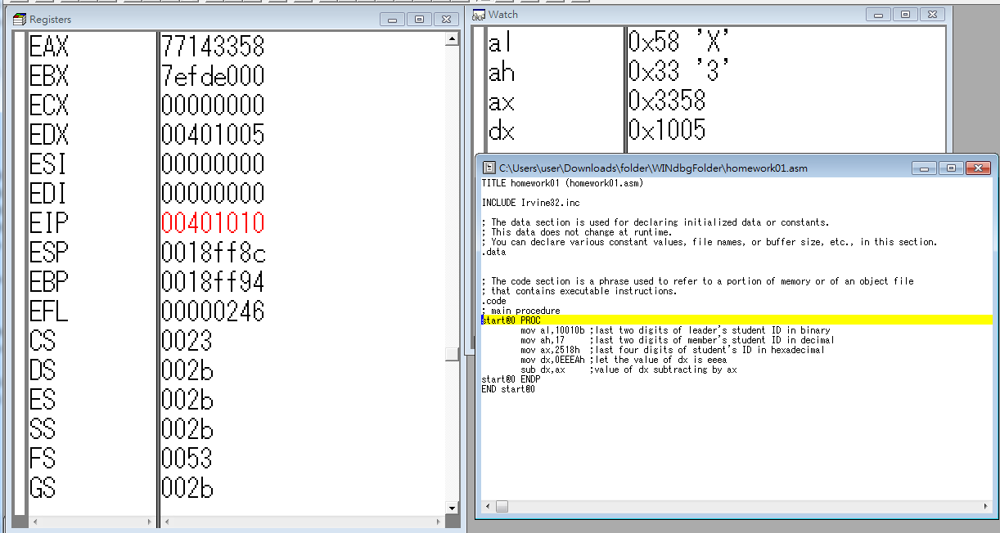 Registers
EAX 77143358
EBX 7efde000
ECX 00000000
EDX 00401005
ESI 00000000
EDI 00000000
EIP 00401010
ESP 0018ff8c
EBP 0018ff94
EFL 00000246
CS 0023
DS 002b
ES 002b
SS 002b
FS 0053
GS 002b
Watch
al 0x58 'X'
ah 0x33 '3'
ax 0x3358
dx 0x1005
C:\Users\user\Downloads\folder\WINdbgFolder\homework01.asm
TITLE homework01 (homework01.asm)
INCLUDE Irvine32.inc
; The data section is used for declaring initialized data or constants.
; This data does not change at runtime.
; You can declare various constant values, file names, or buffer size, etc., in this section.
.data
; The code section is a phrase used to refer to a portion of memory or of an object file
; that contains executable instructions.
.code
; main procedure
start@0 PROC
mov al,10010b ;last two digits of leader's student ID in binary
mov ah,17 ;last two digits of member's student ID in decimal
mov ax,2518h ;last four digits of student's ID in hexadecimal
mov dx,0EEEAh ;let the value of dx is eeea
sub dx,ax ;value of dx subtracting by ax
start@0 ENDP
END start@0